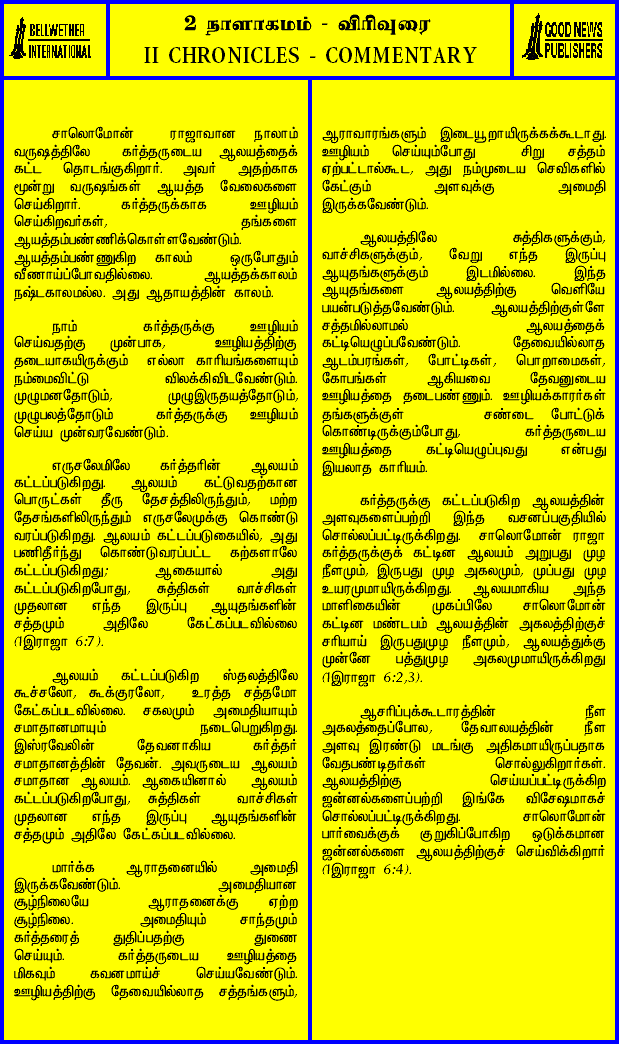 BELLWETHER
INTERNATIONAL
2 நாளாகமம் - விரிவுரை
II CHRONICLES - COMMENTARY
GOOD NEWS
PUBLISHERS
சாலொமோன் ராஜாவான நாலாம்
வருஷத்திலே கர்த்தருடைய ஆலயத்தைக்
கட்ட தொடங்குகிறார். அவர் அதற்காக
மூன்று வருஷங்கள் ஆயத்த வேலைகளை
செய்கிறார். கர்த்தருக்காக ஊழியம்
செய்கிறவர்கள், தங்களை
ஆயத்தம்பண்ணிக்கொள்ளவேண்டும்.
ஆயத்தம்பண்ணுகிற காலம் ஒருபோதும்
வீணாய்ப்போவதில்லை. ஆயத்தக்காலம்
நஷ்டகாலமல்ல. அது ஆதாயத்தின் காலம்.
நாம் கர்த்தருக்கு ஊழியம்
செய்வதற்கு முன்பாக, ஊழியத்திற்கு
தடையாகயிருக்கும் எல்லா காரியங்களையும்
நம்மைவிட்டு விலக்கிவிடவேண்டும்.
முழுமனதோடும், முழுஇருதயத்தோடும்,
முழுபலத்தோடும் கர்த்தருக்கு ஊழியம்
செய்ய முன்வரவேண்டும்.
எருசலேமிலே கர்த்தரின் ஆலயம்
கட்டப்படுகிறது. ஆலயம் கட்டுவதற்கான
பொருட்கள் தீரு தேசத்திலிருந்தும், மற்ற
தேசங்களிலிருந்தும் எருசலேமுக்கு கொண்டு
வரப்படுகிறது. ஆலயம் கட்டப்படுகையில், அது
பணிதீர்ந்து கொண்டுவரப்பட்ட கற்களாலே
கட்டப்படுகிறது; ஆகையால் அது
கட்டப்படுகிறபோது, சுத்திகள் வாச்சிகள்
முதலான எந்த இருப்பு ஆயுதங்களின்
சத்தமும் அதிலே கேட்கப்படவில்லை
(1இராஜா 6:7).
ஆலயம் கட்டப்படுகிற ஸ்தலத்திலே
கூச்சலோ, கூக்குரலோ, உரத்த சத்தமோ
கேட்கப்படவில்லை. சகலமும் அமைதியாயும்
சமாதானமாயும் நடைபெறுகிறது.
இஸ்ரவேலின் தேவனாகிய கர்த்தர்
சமாதானத்தின் தேவன். அவருடைய ஆலயம்
சமாதான ஆலயம். ஆகையினால் ஆலயம்
கட்டப்படுகிறபோது, சுத்திகள் வாச்சிகள்
முதலான எந்த இருப்பு ஆயுதங்களின்
சத்தமும் அதிலே கேட்கப்படவில்லை.
மார்க்க ஆராதனையில் அமைதி
இருக்கவேண்டும். அமைதியான
சூழ்நிலையே ஆராதனைக்கு ஏற்ற
சூழ்நிலை. அமைதியும் சாந்தமும்
கர்த்தரைத் துதிப்பதற்கு துணை
செய்யும். கர்த்தருடைய ஊழியத்தை
மிகவும் கவனமாய்ச் செய்யவேண்டும்.
ஊழியத்திற்கு தேவையில்லாத சத்தங்களும்,
ஆராவாரங்களும் இடையூறாயிருக்கக்கூடாது.
ஊழியம் செய்யும்போது சிறு சத்தம்
ஏற்பட்டால்கூட, அது நம்முடைய செவிகளில்
கேட்கும் அளவுக்கு அமைதி
இருக்கவேண்டும்.
ஆலயத்திலே சுத்திகளுக்கும்,
வாச்சிகளுக்கும், வேறு எந்த இருப்பு
ஆயுதங்களுக்கும் இடமில்லை. இந்த
ஆயுதங்களை ஆலயத்திற்கு வெளியே
பயன்படுத்தவேண்டும். ஆலயத்திற்குள்ளே
சத்தமில்லாமல் ஆலயத்தைக்
கட்டியெழுப்பவேண்டும். தேவையில்லாத
ஆடம்பரங்கள், போட்டிகள், பொறாமைகள்,
கோபங்கள் ஆகியவை தேவனுடைய
ஊழியத்தை தடைபண்ணும். ஊழியக்காரர்கள்
தங்களுக்குள் சண்டை போட்டுக்
கொண்டிருக்கும்போது, கர்த்தருடைய
ஊழியத்தை கட்டியெழுப்புவது என்பது
இயலாத காரியம்.
கர்த்தருக்கு கட்டப்படுகிற ஆலயத்தின்
அளவுகளைப்பற்றி இந்த வசனப்பகுதியில்
சொல்லப்பட்டிருக்கிறது. சாலொமோன் ராஜா
கர்த்தருக்குக் கட்டின ஆலயம் அறுபது முழ
நீளமும், இருபது முழ அகலமும், முப்பது முழ
உயரமுமாயிருக்கிறது. ஆலயமாகிய அந்த
மாளிகையின் முகப்பிலே சாலொமோன்
கட்டின மண்டபம் ஆலயத்தின் அகலத்திற்குச்
சரியாய் இருபதுமுழ நீளமும், ஆலயத்துக்கு
முன்னே பத்துமுழ அகலமுமாயிருக்கிறது
(1இராஜா 6:2,3).
ஆசரிப்புக்கூடாரத்தின் நீள
அகலத்தைப்போல, தேவாலயத்தின் நீள
அளவு இரண்டு மடங்கு அதிகமாயிருப்பதாக
வேதபண்டிதர்கள் சொல்லுகிறார்கள்.
ஆலயத்திற்கு செய்யப்பட்டிருக்கிற
ஜன்னல்களைப்பற்றி இங்கே விசேஷமாகச்
சொல்லப்பட்டிருக்கிறது. சாலொமோன்
பார்வைக்குக் குறுகிப்போகிற ஒடுக்கமான
ஜன்னல்களை ஆலயத்திற்குச் செய்விக்கிறார்
(1இராஜா 6:4).